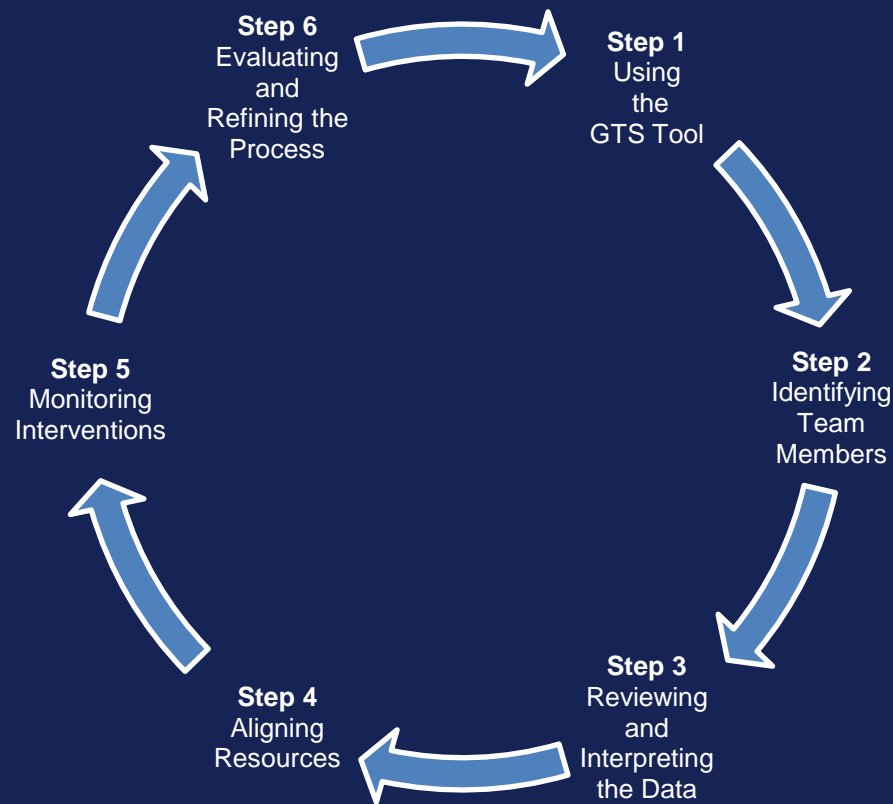 Step 1
Using
the
GTS Tool
Step 2
Identifying
Team
Members
Step 3
Reviewing
and
Interpreting
the Data
Step 4
Aligning
Resources
Step 5
Monitoring
Interventions
Step 6
Evaluating
and
Refining the
Process